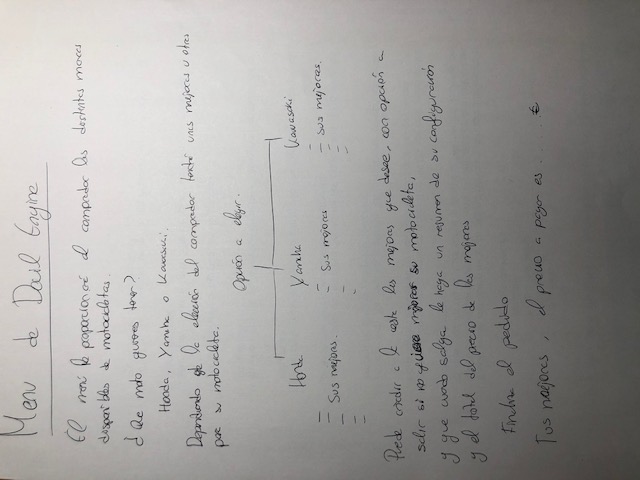 Menu de Davil Engine
El menú le proporcionará al comprador las distintas marcas
disponibles de motocicletas.
¿Que moto quieres tener?
Honda, Yamaha o Kawasaki.
Dependiendo de la elección del comprador tendrá unas mejoras u otras
para su motocicleta.
Opción a elegir.
Honda Yamaha Kawasaki
Sus mejoras. Sus mejoras Sus mejoras.
Puede añadir a la cesta las mejoras que desee, con opción a
salir si no quiere mejorar su motocicleta,
y que cuando salga le haga un resumen de su configuración
y el total del precio de las mejoras
Finalizar el pedido
Tus mejoras, el precio a pagar es ...... €